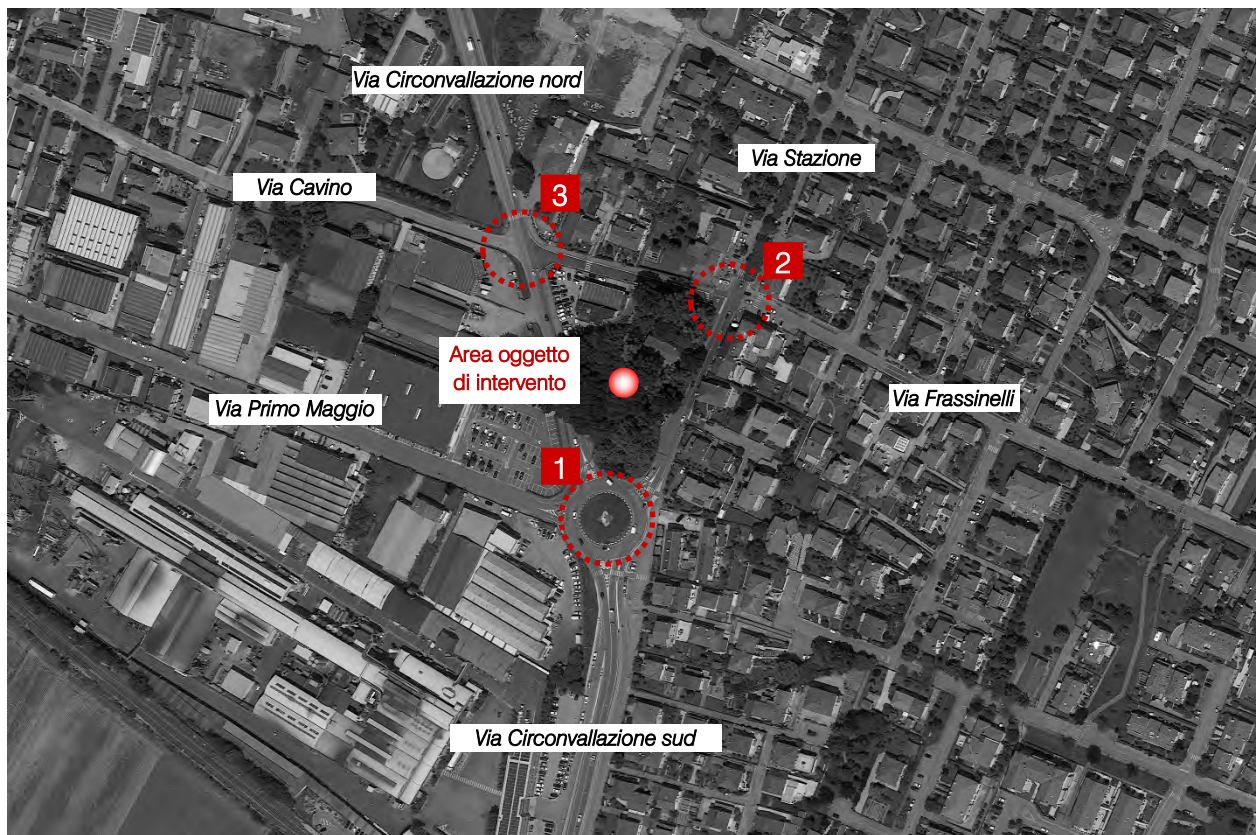 Via Circonvallazione nord
Via Stazione
Via Cavino
3
2
Area oggetto
di intervento
Via Primo Maggio
Via Frassinelli
1
Via Circonvallazione sud